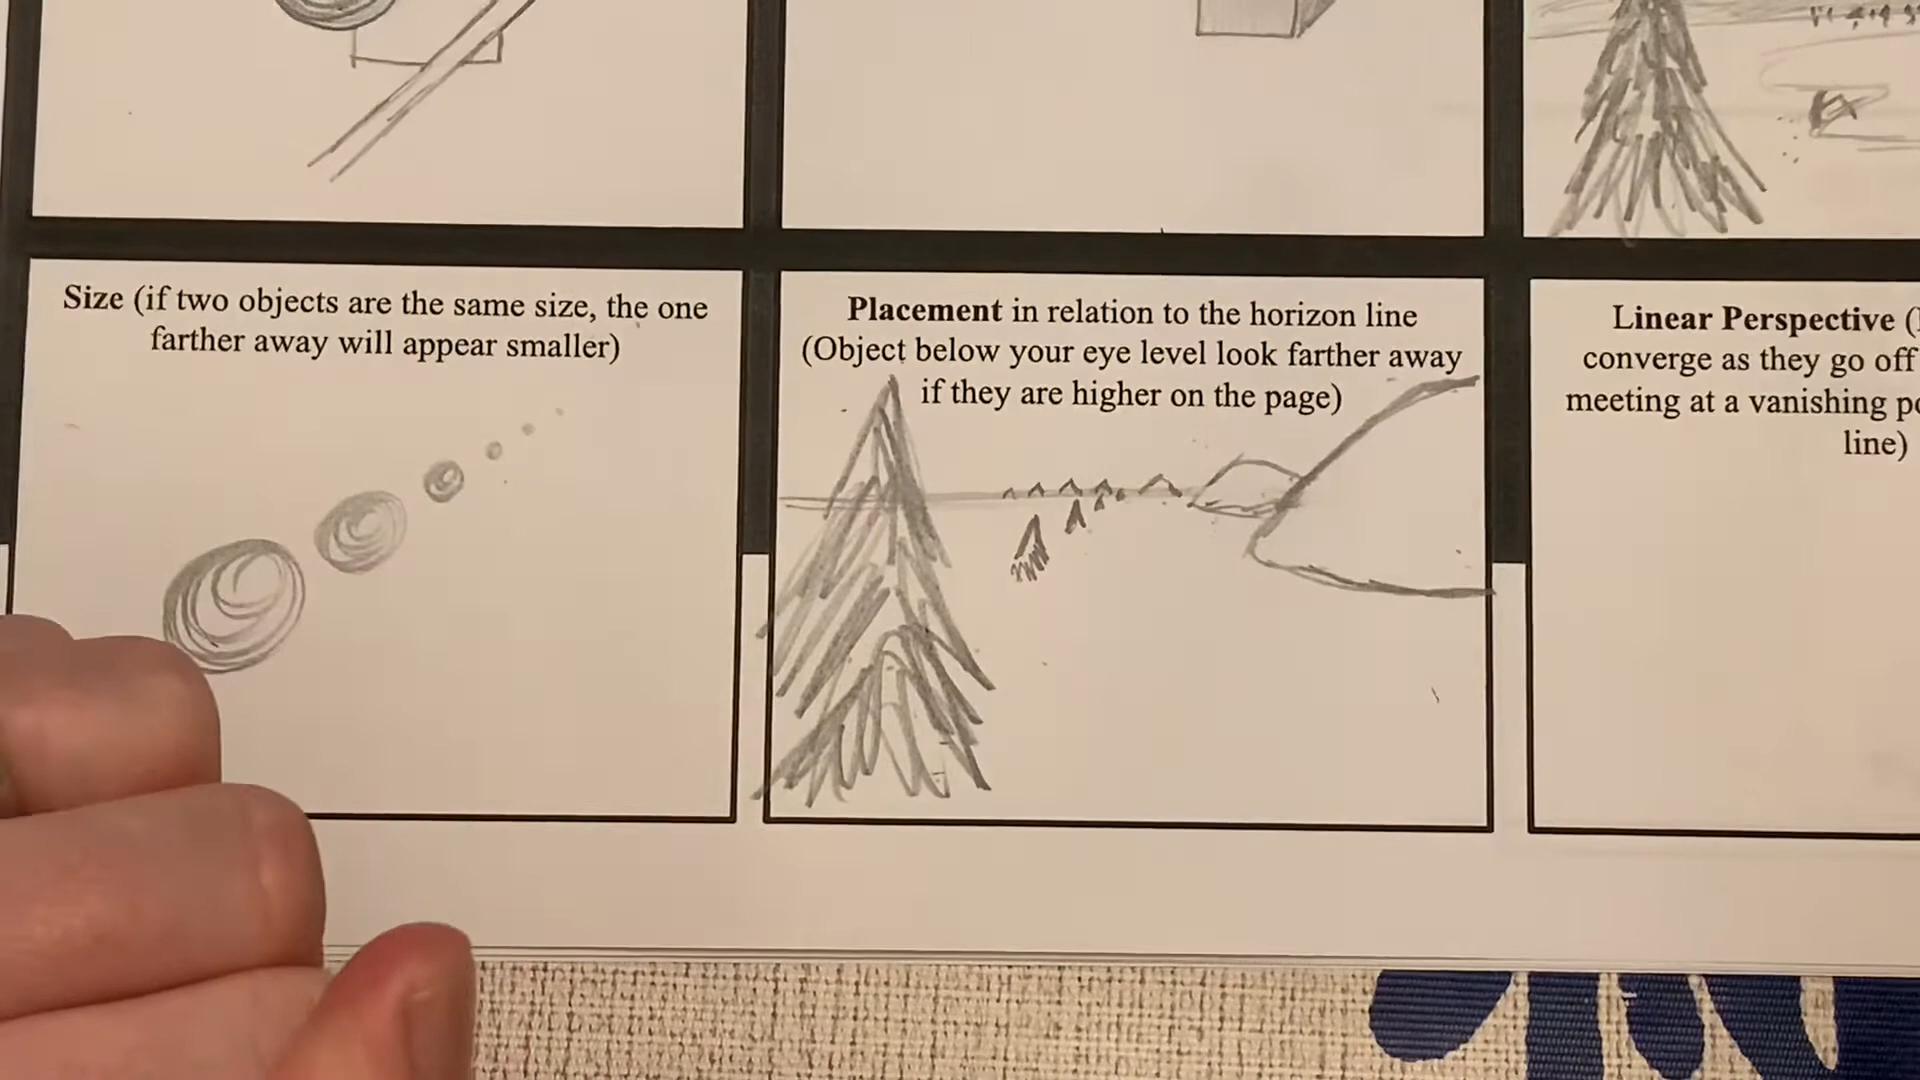 Size (if two objects are the same size, the one
farther away will appear smaller)
Placement in relation to the horizon line
(Object below your eye level look farther away
if they are higher on the page)
Linear Perspective (
converge as they go off
meeting at a vanishing
line)